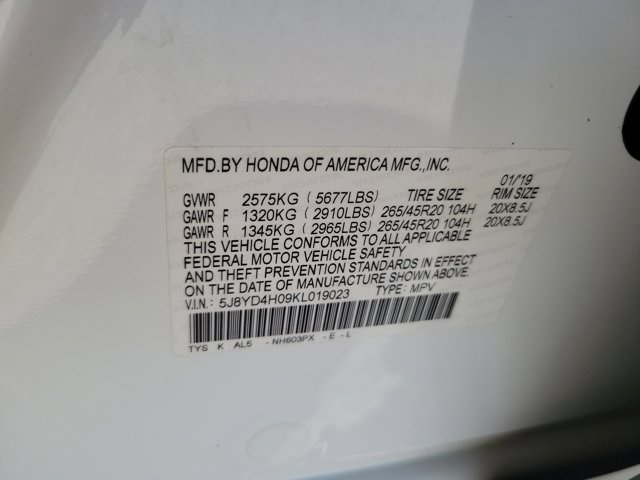 MFD.BY HONDA OF AMERICA MFG.,INC.
01/19
GVWR 2575KG ( 5677LBS) TIRE SIZE RIM SIZE
GAWR F 1320KG ( 2910LBS) 265/45R20 104H 20X8.5J
GAWR R 1345KG ( 2965LBS) 265/45R20 104H 20X8.5J
THIS VEHICLE CONFORMS TO ALL APPLICABLE
FEDERAL MOTOR VEHICLE SAFETY
AND THEFT PREVENTION STANDARDS IN EFFECT
ON THE DATE OF MANUFACTURE SHOWN ABOVE.
V.I.N.: 5J8YD4H09KL019023 TYPE: MPV
TYS K AL5 - NH603PX - E - L